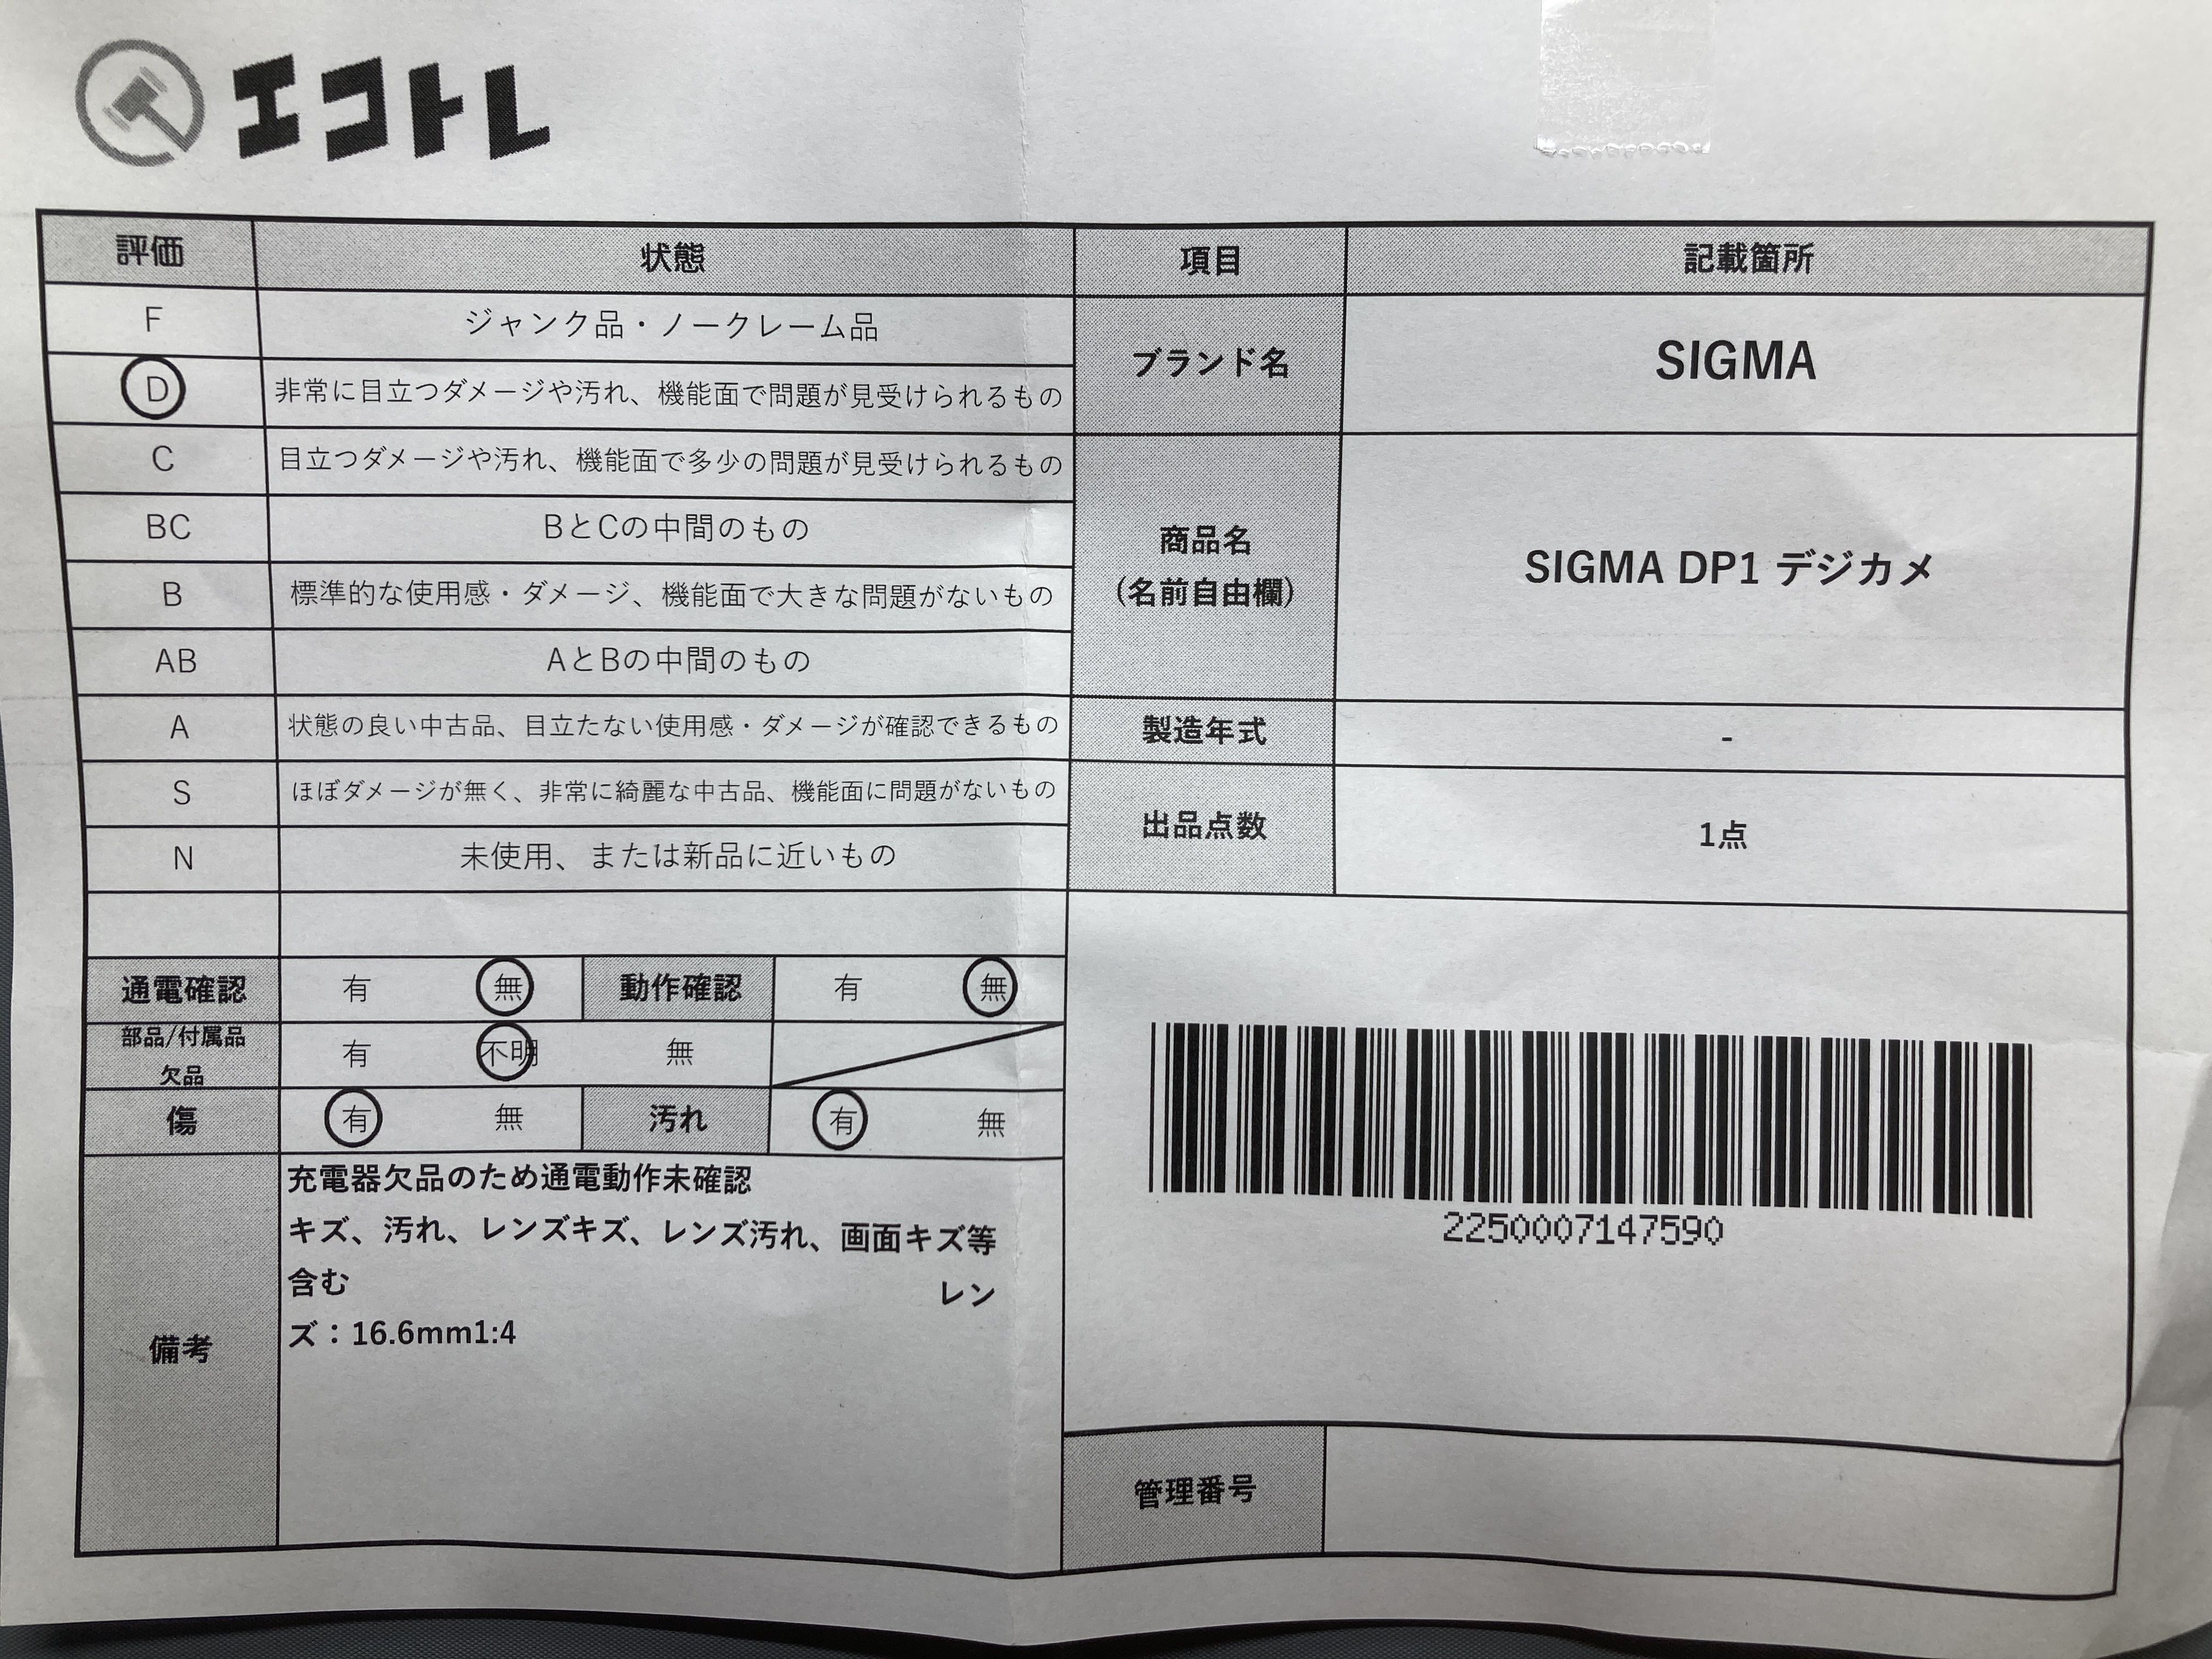 エコトレ
評価 状態 項目 記載箇所
F ジャンク品・ノークレーム品
D 非常に目立つダメージや汚れ、機能面で問題が見受けられるもの
ブランド名 SIGMA
C 目立つダメージや汚れ、機能面で多少の問題が見受けられるもの
BC BとCの中間のもの
B 標準的な使用感・ダメージ、機能面で大きな問題がないもの
AB AとBの中間のもの
商品名
(名前自由欄)
SIGMA DP1 デジカメ
A 状態の良い中古品、目立たない使用感・ダメージが確認できるもの
製造年式 -
S ほぼダメージが無く、非常に綺麗な中古品、機能面に問題がないもの
N 未使用、または新品に近いもの
出品点数 1点
通電確認 有 無 動作確認 有 無
部品/付属品
欠品
有 不明 無
傷 有 無 汚れ 有 無
備考
充電器欠品のため通電動作未確認
キズ、汚れ、レンズキズ、レンズ汚れ、画面キズ等
含む レン
ズ：16.6mm1:4
2250007147590
管理番号